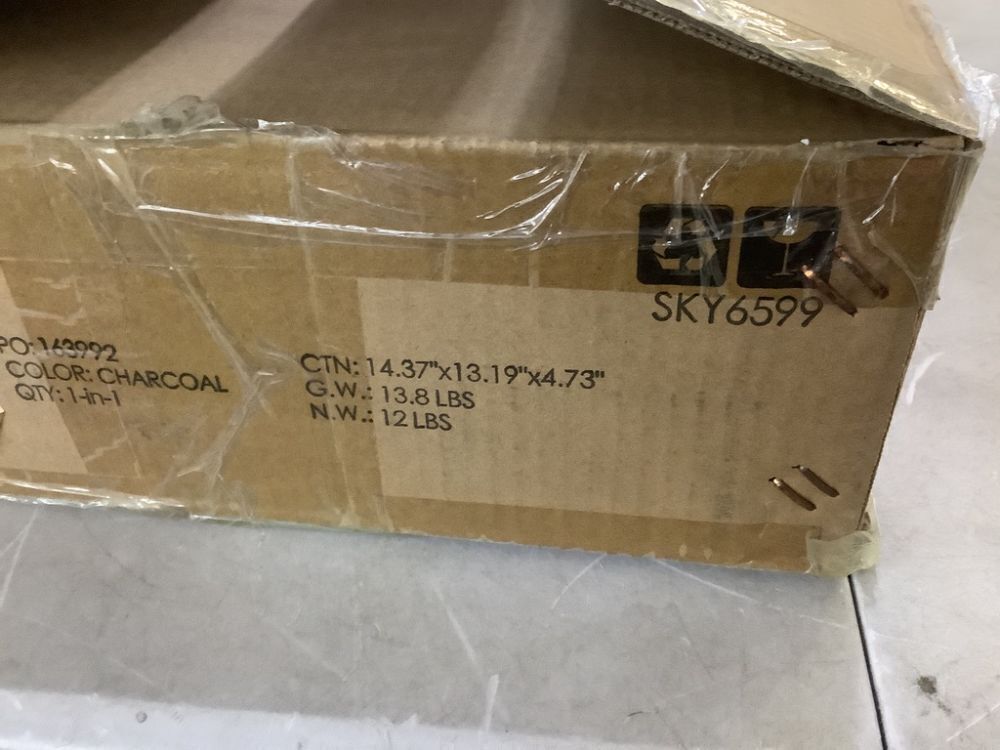 SKY6599
PO: 163992
COLOR: CHARCOAL
QTY: 1-in-1
CTN: 14.37"x13.19"x4.73"
G.W.: 13.8 LBS
N.W.: 12 LBS